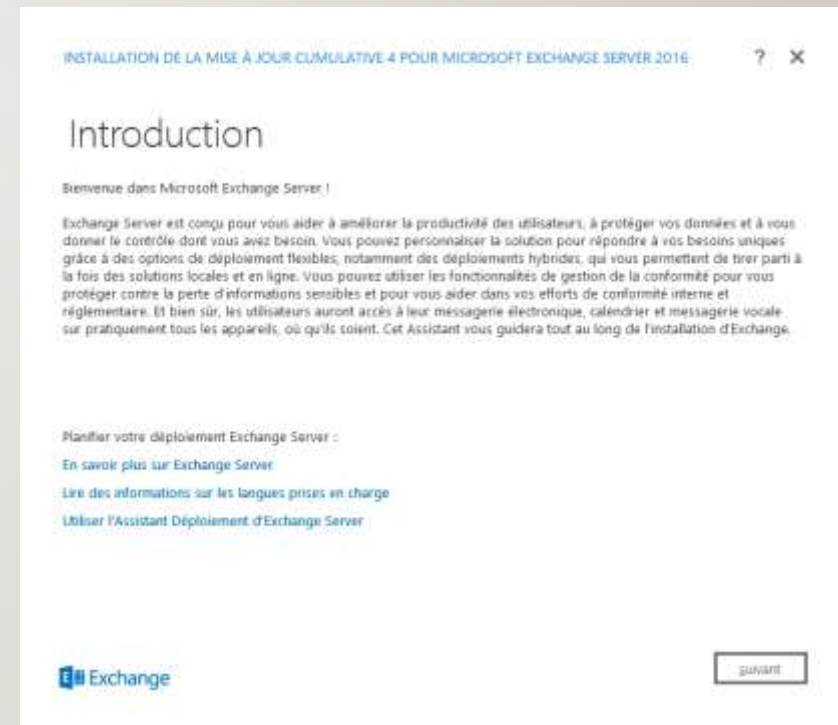 INSTALLATION DE LA MISE À JOUR CUMULATIVE 4 POUR MICROSOFT EXCHANGE SERVER 2016 ? ✕
Introduction
Bienvenue dans Microsoft Exchange Server !
Exchange Server est conçu pour vous aider à améliorer la productivité des utilisateurs, à protéger vos données et à vous
donner le contrôle dont vous avez besoin. Vous pouvez personnaliser la solution pour répondre à vos besoins uniques
grâce à des options de déploiement flexibles, notamment des déploiements hybrides, qui vous permettent de tirer parti à
la fois des solutions locales et en ligne. Vous pouvez utiliser les fonctionnalités de gestion de la conformité pour vous
protéger contre la perte d'informations sensibles et pour vous aider dans vos efforts de conformité interne et
réglementaire. Et bien sûr, les utilisateurs auront accès à leur messagerie électronique, calendrier et messagerie vocale
sur pratiquement tous les appareils, où qu'ils soient. Cet Assistant vous guidera tout au long de l'installation d'Exchange.
Planifier votre déploiement Exchange Server :
En savoir plus sur Exchange Server
Lire des informations sur les langues prises en charge
Utiliser l'Assistant Déploiement d'Exchange Server
Exchange
suivant